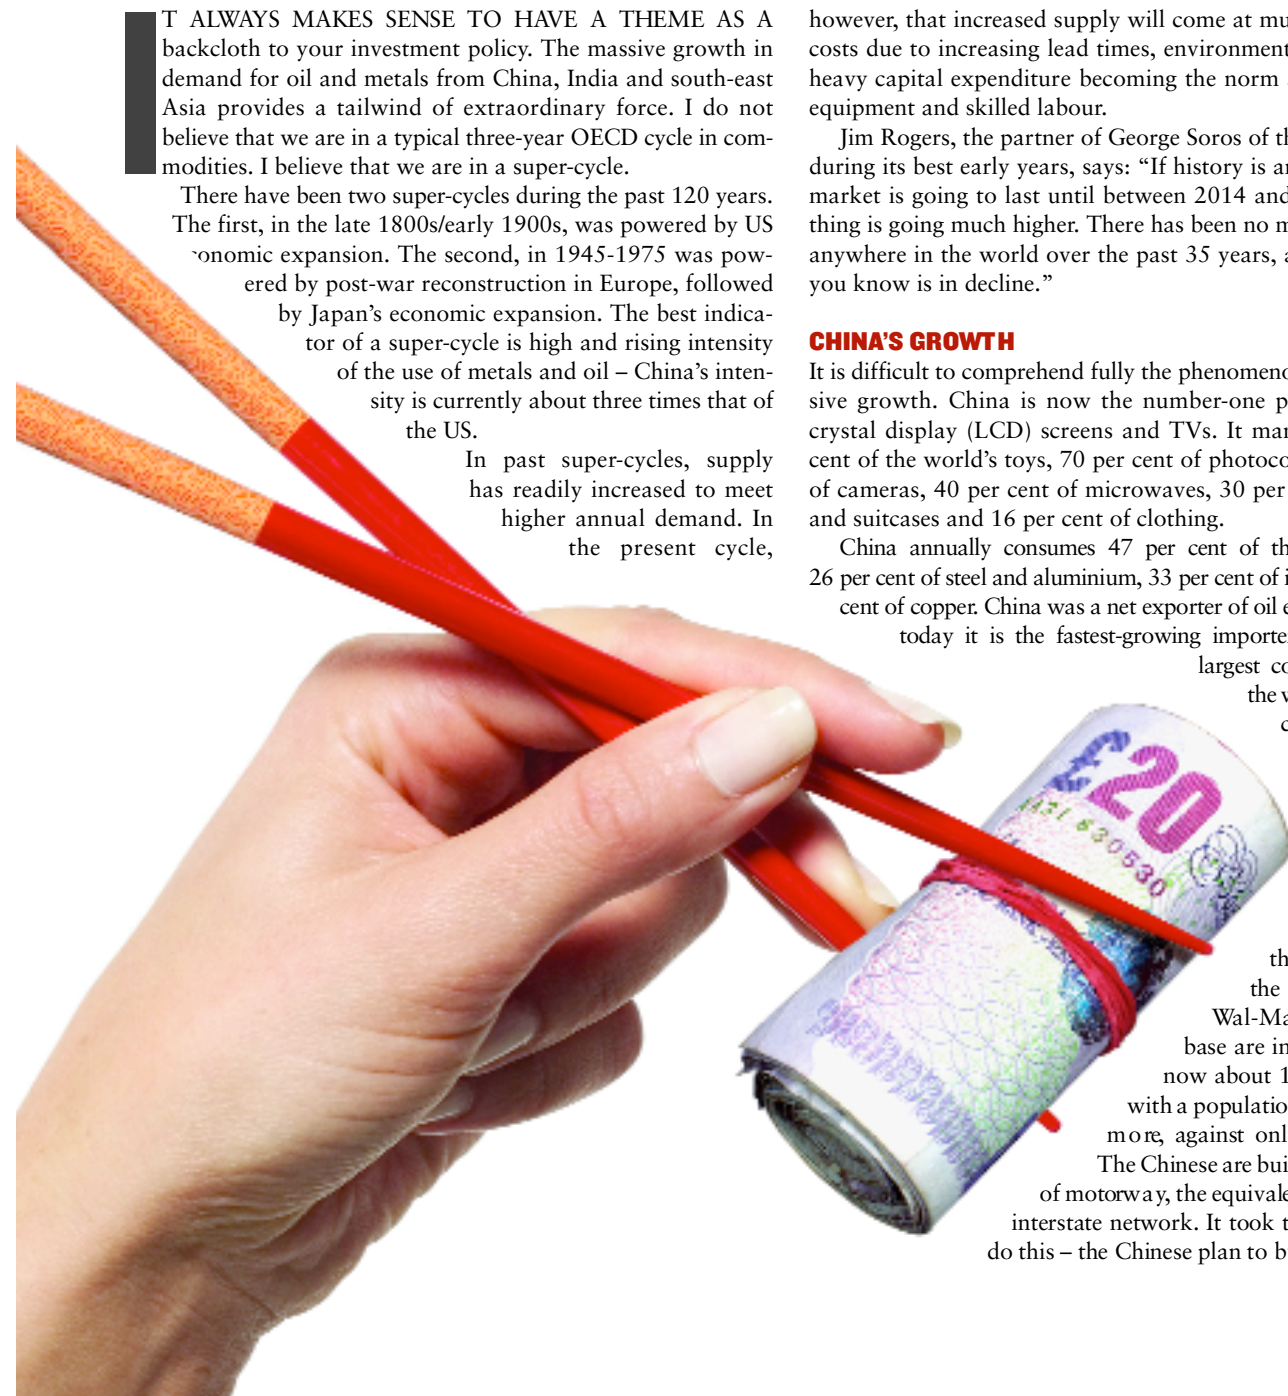 IT ALWAYS MAKES SENSE TO HAVE A THEME AS A
backcloth to your investment policy. The massive growth in
demand for oil and metals from China, India and south-east
Asia provides a tailwind of extraordinary force. I do not
believe that we are in a typical three-year OECD cycle in com-
modities. I believe that we are in a super-cycle.
There have been two super-cycles during the past 120 years.
The first, in the late 1800s/early 1900s, was powered by US
onomic expansion. The second, in 1945-1975 was pow-
ered by post-war reconstruction in Europe, followed
by Japan's economic expansion. The best indica-
tor of a super-cycle is high and rising intensity
of the use of metals and oil – China's inten-
sity is currently about three times that of
the US.
In past super-cycles, supply
has readily increased to meet
higher annual demand. In
the present cycle,
however, that increased supply will come at mu
costs due to increasing lead times, environment
heavy capital expenditure becoming the norm
equipment and skilled labour.
Jim Rogers, the partner of George Soros of th
during its best early years, says: “If history is a
market is going to last until between 2014 and
thing is going much higher. There has been no m
anywhere in the world over the past 35 years, a
you know is in decline.”
CHINA'S GROWTH
It is difficult to comprehend fully the phenomeno
sive growth. China is now the number-one p
crystal display (LCD) screens and TVs. It man
cent of the world's toys, 70 per cent of photoco
of cameras, 40 per cent of microwaves, 30 per
and suitcases and 16 per cent of clothing.
China annually consumes 47 per cent of th
26 per cent of steel and aluminium, 33 per cent of i
cent of copper. China was a net exporter of oil e
today it is the fastest-growing importe
largest co
the w
c
£20
630530
th
the
Wal-Ma
base are in
now about 1
with a populatio
more, against onl
The Chinese are bui
of motorway, the equivale
interstate network. It took t
do this – the Chinese plan to b